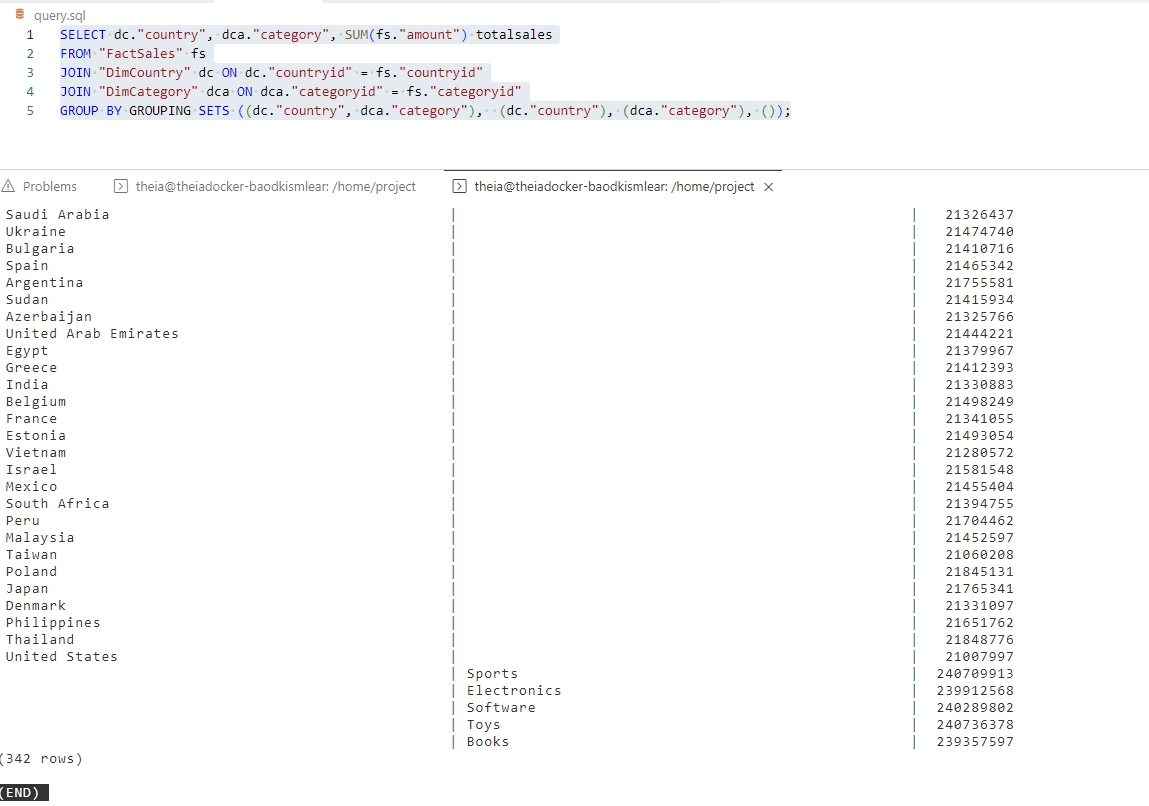 query.sql
1 SELECT dc."country", dca."category", SUM(fs."amount") totalsales
2 FROM "FactSales" fs
3 JOIN "DimCountry" dc ON dc."countryid" = fs."countryid"
4 JOIN "DimCategory" dca ON dca."categoryid" = fs."categoryid"
5 GROUP BY GROUPING SETS ((dc."country", dca."category"),  (dc."country"), (dca."category"), ());
Problems theia@theiadocker-baodkismlear: /home/project theia@theiadocker-baodkismlear: /home/project ×
Saudi Arabia | | 21326437
Ukraine | | 21474740
Bulgaria | | 21410716
Spain | | 21465342
Argentina | | 21755581
Sudan | | 21415934
Azerbaijan | | 21325766
United Arab Emirates | | 21444221
Egypt | | 21379967
Greece | | 21412393
India | | 21330883
Belgium | | 21498249
France | | 21341055
Estonia | | 21493054
Vietnam | | 21280572
Israel | | 21581548
Mexico | | 21455404
South Africa | | 21394755
Peru | | 21704462
Malaysia | | 21452597
Taiwan | | 21060208
Poland | | 21845131
Japan | | 21765341
Denmark | | 21331097
Philippines | | 21651762
Thailand | | 21848776
United States | | 21007997
| Sports | 240709913
| Electronics | 239912568
| Software | 240289802
| Toys | 240736378
| Books | 239357597
(342 rows)
(END)